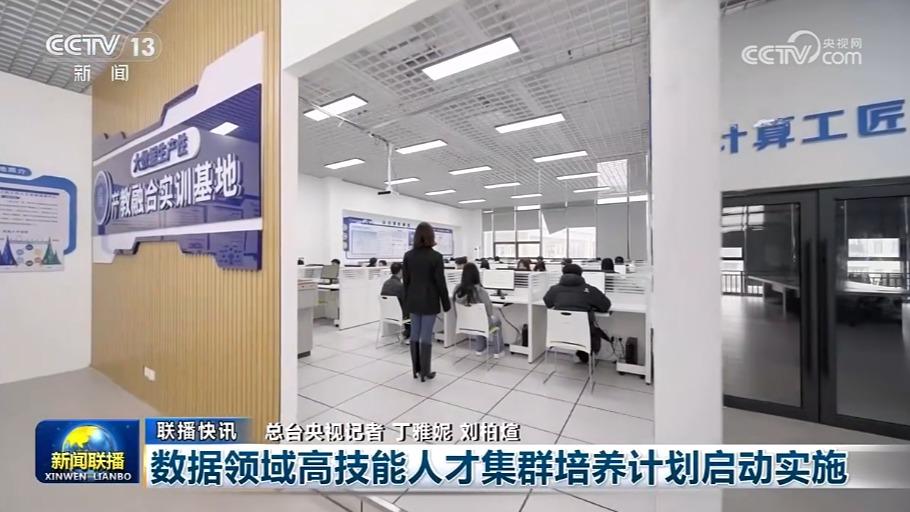 CCTV 13
新闻
央视网
CCTV.com
大数据生产性
产教融合实训基地
计算工匠
联播快讯 总台央视记者 丁雅妮 刘柏煊
新闻联播
XINWEN LIANBO
数据领域高技能人才集群培养计划启动实施